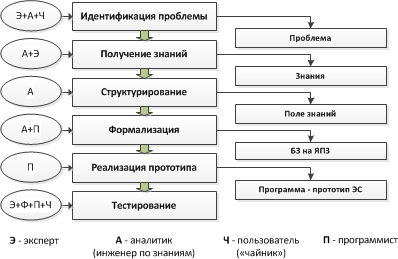 Э+А+Ч
Идентификация проблемы
Проблема
А+Э
Получение знаний
Знания
А
Структурирование
Поле знаний
А+П
Формализация
БЗ на ЯПЗ
П
Реализация прототипа
Программа - прототип ЭС
Э+Ф+П+Ч
Тестирование
Э - эксперт
А - аналитик
(инженер по знаниям)
Ч - пользователь
(«чайник»)
П - программист